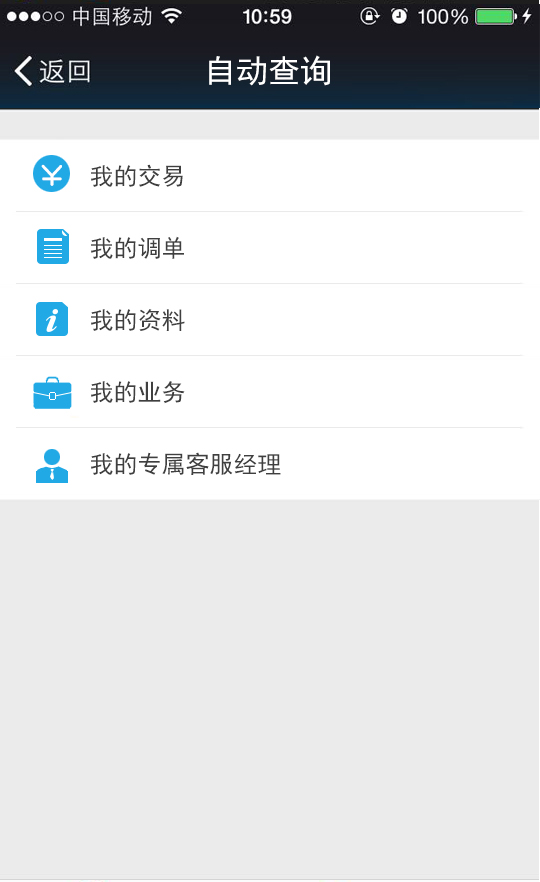 中国移动 10:59 100%
返回 自动查询
我的交易
我的调单
我的资料
我的业务
我的专属客服经理